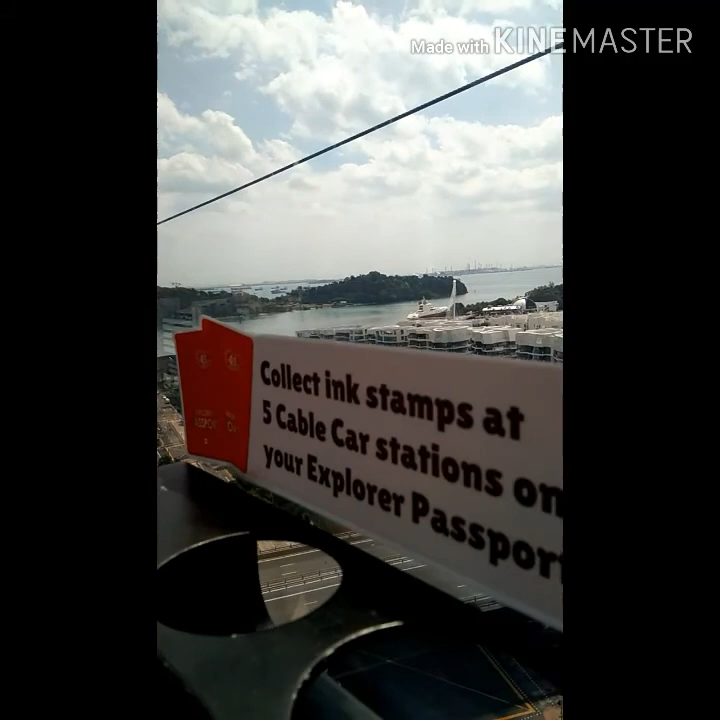 Made with KINEMASTER
Collect ink stamps at
5 Cable Car stations on
your Explorer Passport